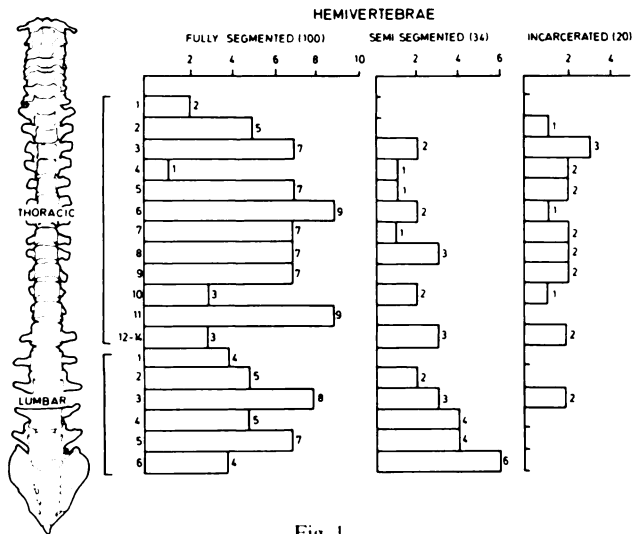 HEMIVERTEBRAE
FULLY SEGMENTED (100) SEMI SEGMENTED (34) INCARCERATED (20)
2 4 6 8 10 2 4 6 2 4
THORACIC
1 2
2 5 1
3 7 2 3
4 1 1 2
5 7 1 2
6 9 2 1
7 7 1 2
8 7 3 2
9 7 2
10 3 2 1
11 9
12-14 3 3 2
LUMBAR
1 4
2 5 2
3 8 3 2
4 5 4
5 7 4
6 4 6
Fig. 1